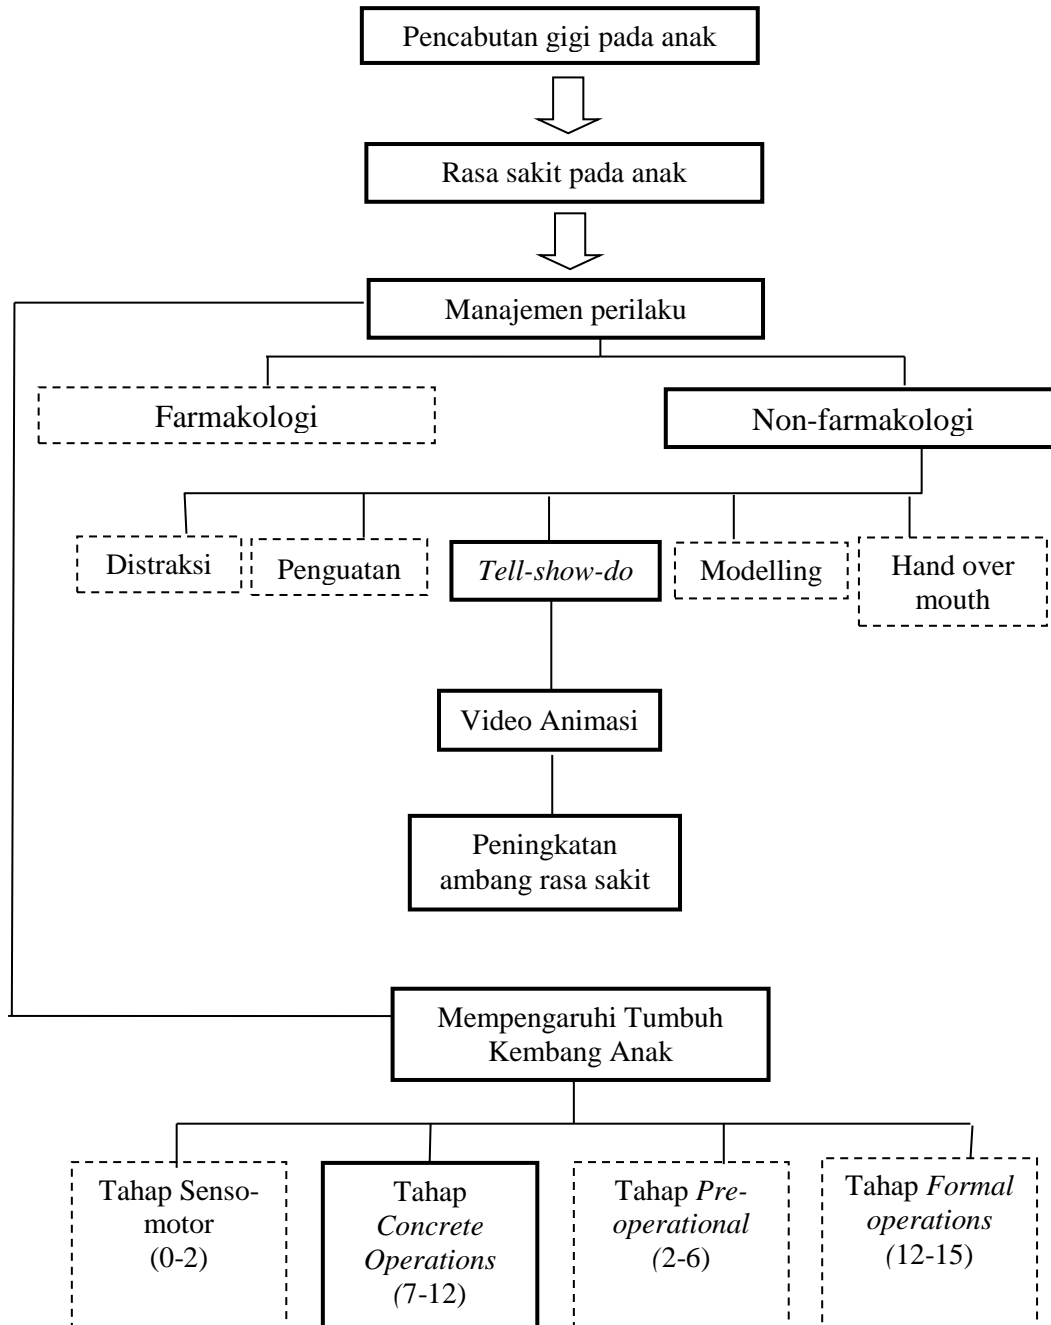 Pencabutan gigi pada anak
Rasa sakit pada anak
Manajemen perilaku
Farmakologi
Non-farmakologi
Distraksi
Penguatan
Tell-show-do
Modelling
Hand over
mouth
Video Animasi
Peningkatan
ambang rasa sakit
Mempengaruhi Tumbuh
Kembang Anak
Tahap Senso-
motor
(0-2)
Tahap
Concrete
Operations
(7-12)
Tahap Pre-
operational
(2-6)
Tahap Formal
operations
(12-15)